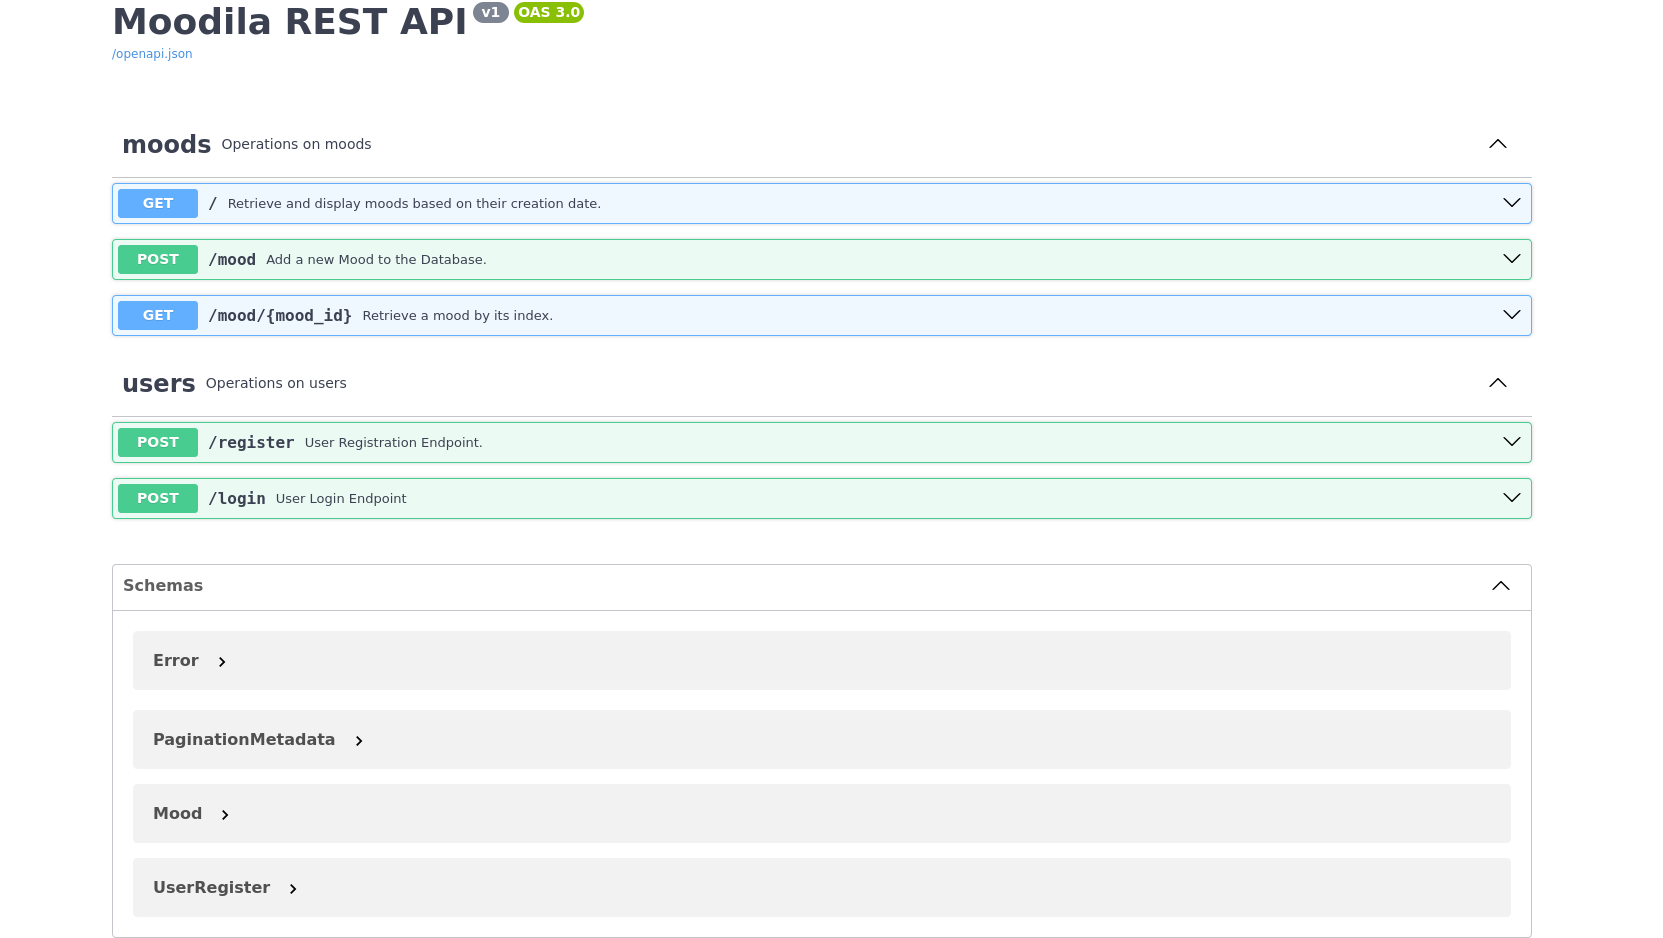 Moodila REST API v1 OAS 3.0
/openapi.json
moods Operations on moods
GET / Retrieve and display moods based on their creation date.
POST /mood Add a new Mood to the Database.
GET /mood/{mood_id} Retrieve a mood by its index.
users Operations on users
POST /register User Registration Endpoint.
POST /login User Login Endpoint
Schemas
Error
PaginationMetadata
Mood
UserRegister